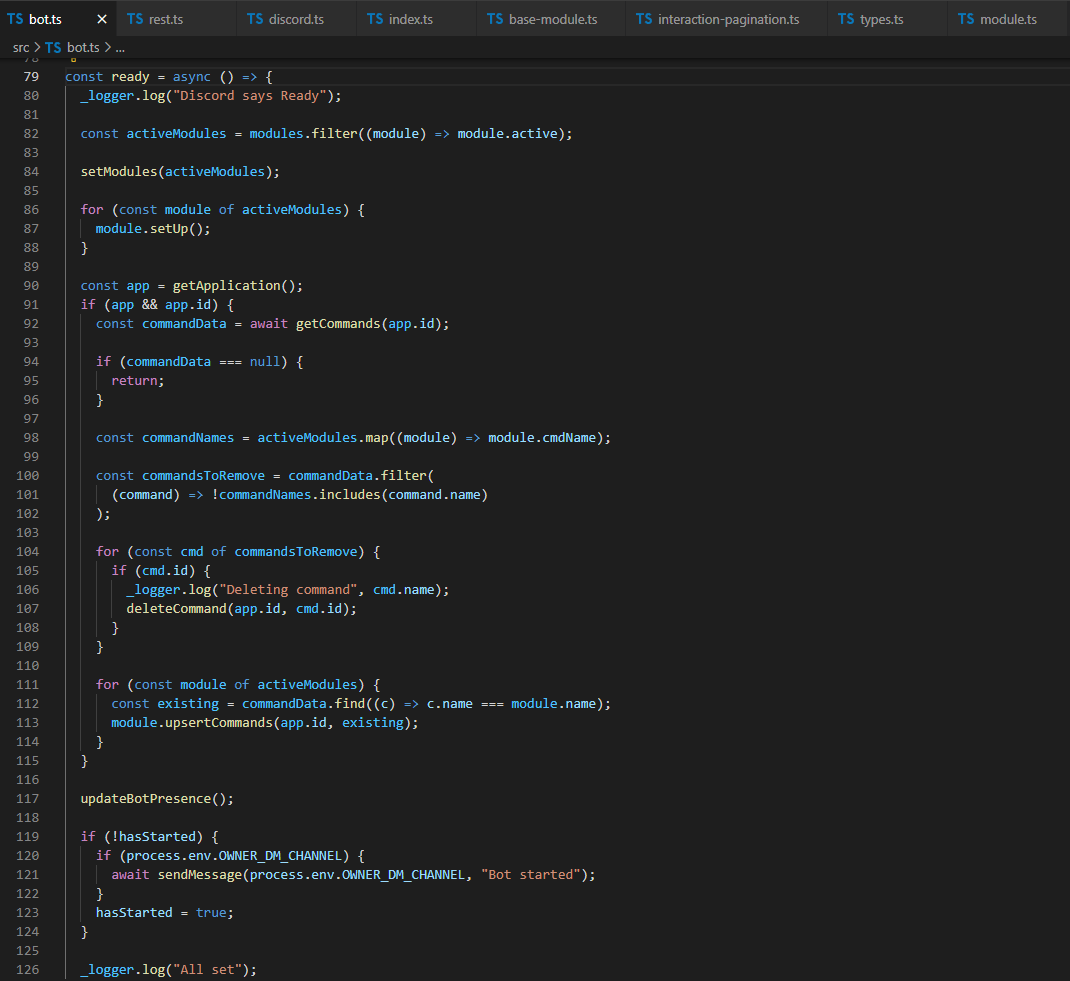 TS bot.ts × TS rest.ts TS discord.ts TS index.ts TS base-module.ts TS interaction-pagination.ts TS types.ts TS module.ts
src > TS bot.ts > ...
78
79 const ready = async () => {
80   _logger.log("Discord says Ready");
81
82   const activeModules = modules.filter((module) => module.active);
83
84   setModules(activeModules);
85
86   for (const module of activeModules) {
87     module.setUp();
88   }
89
90   const app = getApplication();
91   if (app && app.id) {
92     const commandData = await getCommands(app.id);
93
94     if (commandData === null) {
95       return;
96     }
97
98     const commandNames = activeModules.map((module) => module.cmdName);
99
100     const commandsToRemove = commandData.filter(
101       (command) => !commandNames.includes(command.name)
102     );
103
104     for (const cmd of commandsToRemove) {
105       if (cmd.id) {
106         _logger.log("Deleting command", cmd.name);
107         deleteCommand(app.id, cmd.id);
108       }
109     }
110
111     for (const module of activeModules) {
112       const existing = commandData.find((c) => c.name === module.name);
113       module.upsertCommands(app.id, existing);
114     }
115   }
116
117   updateBotPresence();
118
119   if (!hasStarted) {
120     if (process.env.OWNER_DM_CHANNEL) {
121       await sendMessage(process.env.OWNER_DM_CHANNEL, "Bot started");
122     }
123     hasStarted = true;
124   }
125
126   _logger.log("All set");